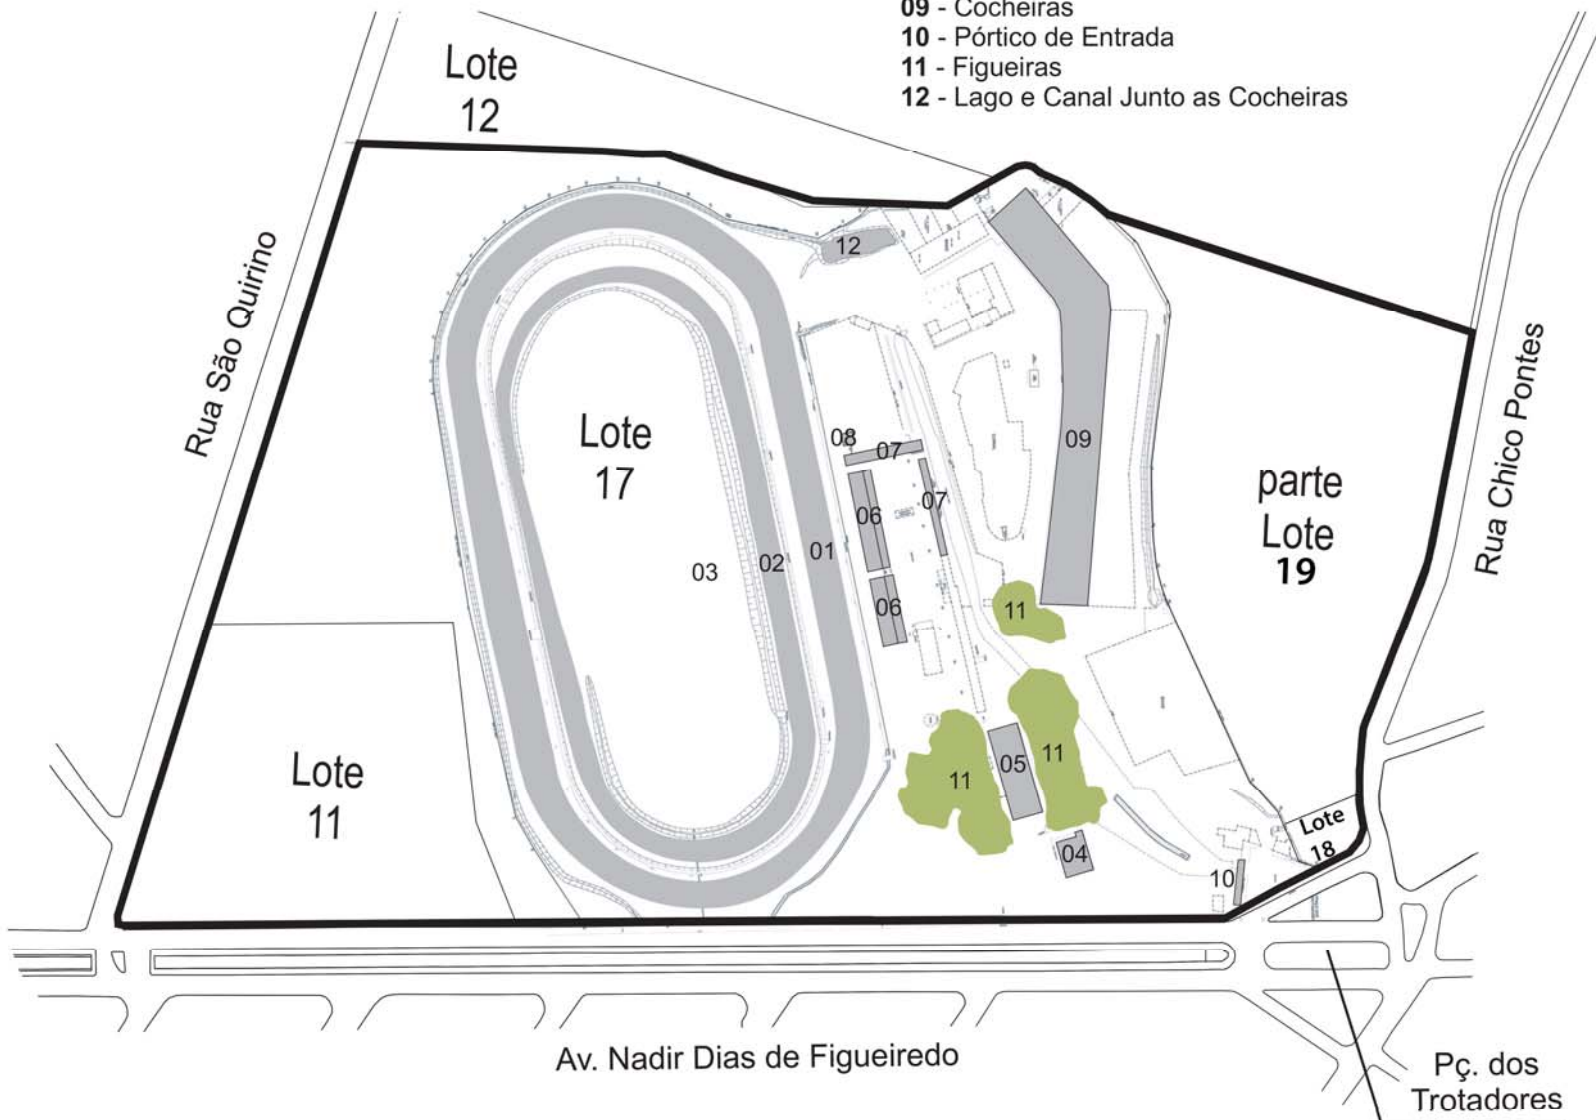 09 - Cocheiras
10 - Pórtico de Entrada
11 - Figueiras
12 - Lago e Canal Junto as Cocheiras
Lote
12
Rua São Quirino
12
Rua Chico Pontes
Lote
17
08
07
09
07
06
parte
Lote
19
03
02
01
06
11
Lote
11
11
05
11
04
10
Lote
18
Av. Nadir Dias de Figueiredo
Pç. dos
Trotadores